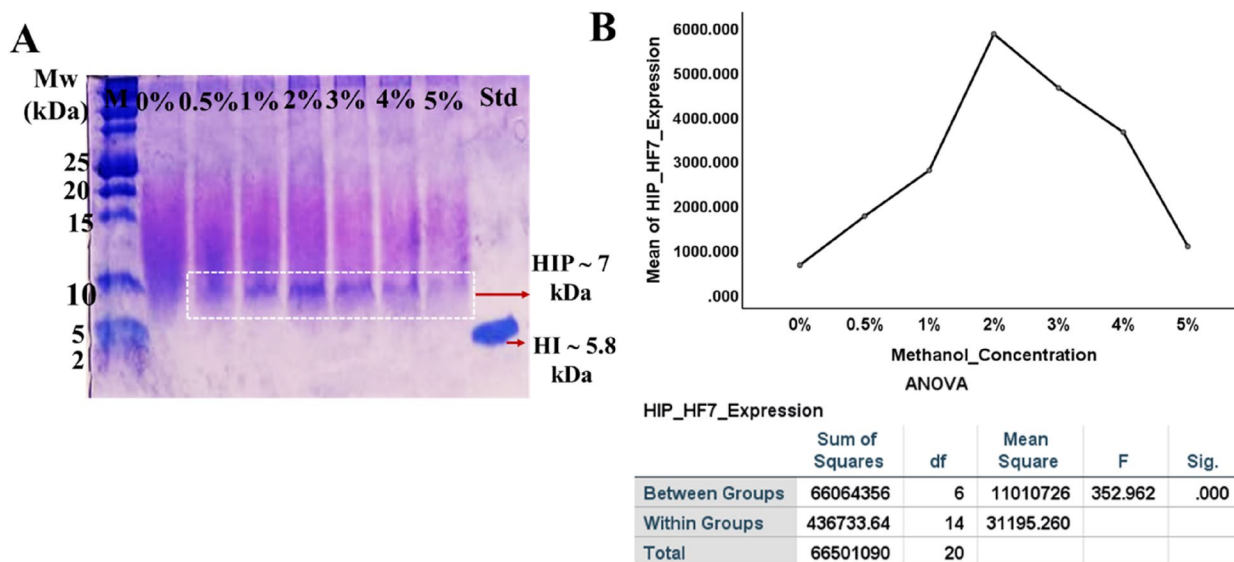 A
Mw
(kDa)
M 0% 0.5% 1% 2% 3% 4% 5% Std
25
20
15
10
5
2
HIP ~ 7
kDa
HI ~ 5.8
kDa
B
Mean of HIP_HF7_Expression
6000.000
5000.000
4000.000
3000.000
2000.000
1000.000
.000
0% 0.5% 1% 2% 3% 4% 5%
Methanol_Concentration
ANOVA
HIP_HF7_Expression
Sum of Squares df Mean Square F Sig.
Between Groups 66064356 6 11010726 352.962 .000
Within Groups 436733.64 14 31195.260
Total 66501090 20